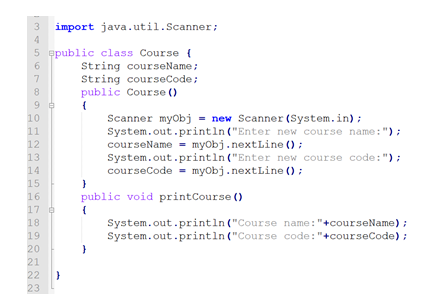 3 import java.util.Scanner;
4
5 public class Course {
6 String courseName;
7 String courseCode;
8 public Course()
9 {
10 Scanner myObj = new Scanner(System.in);
11 System.out.println("Enter new course name:");
12 courseName = myObj.nextLine();
13 System.out.println("Enter new course code:");
14 courseCode = myObj.nextLine();
15 }
16 public void printCourse()
17 {
18 System.out.println("Course name:"+courseName);
19 System.out.println("Course code:"+courseCode);
20 }
21
22 }
23